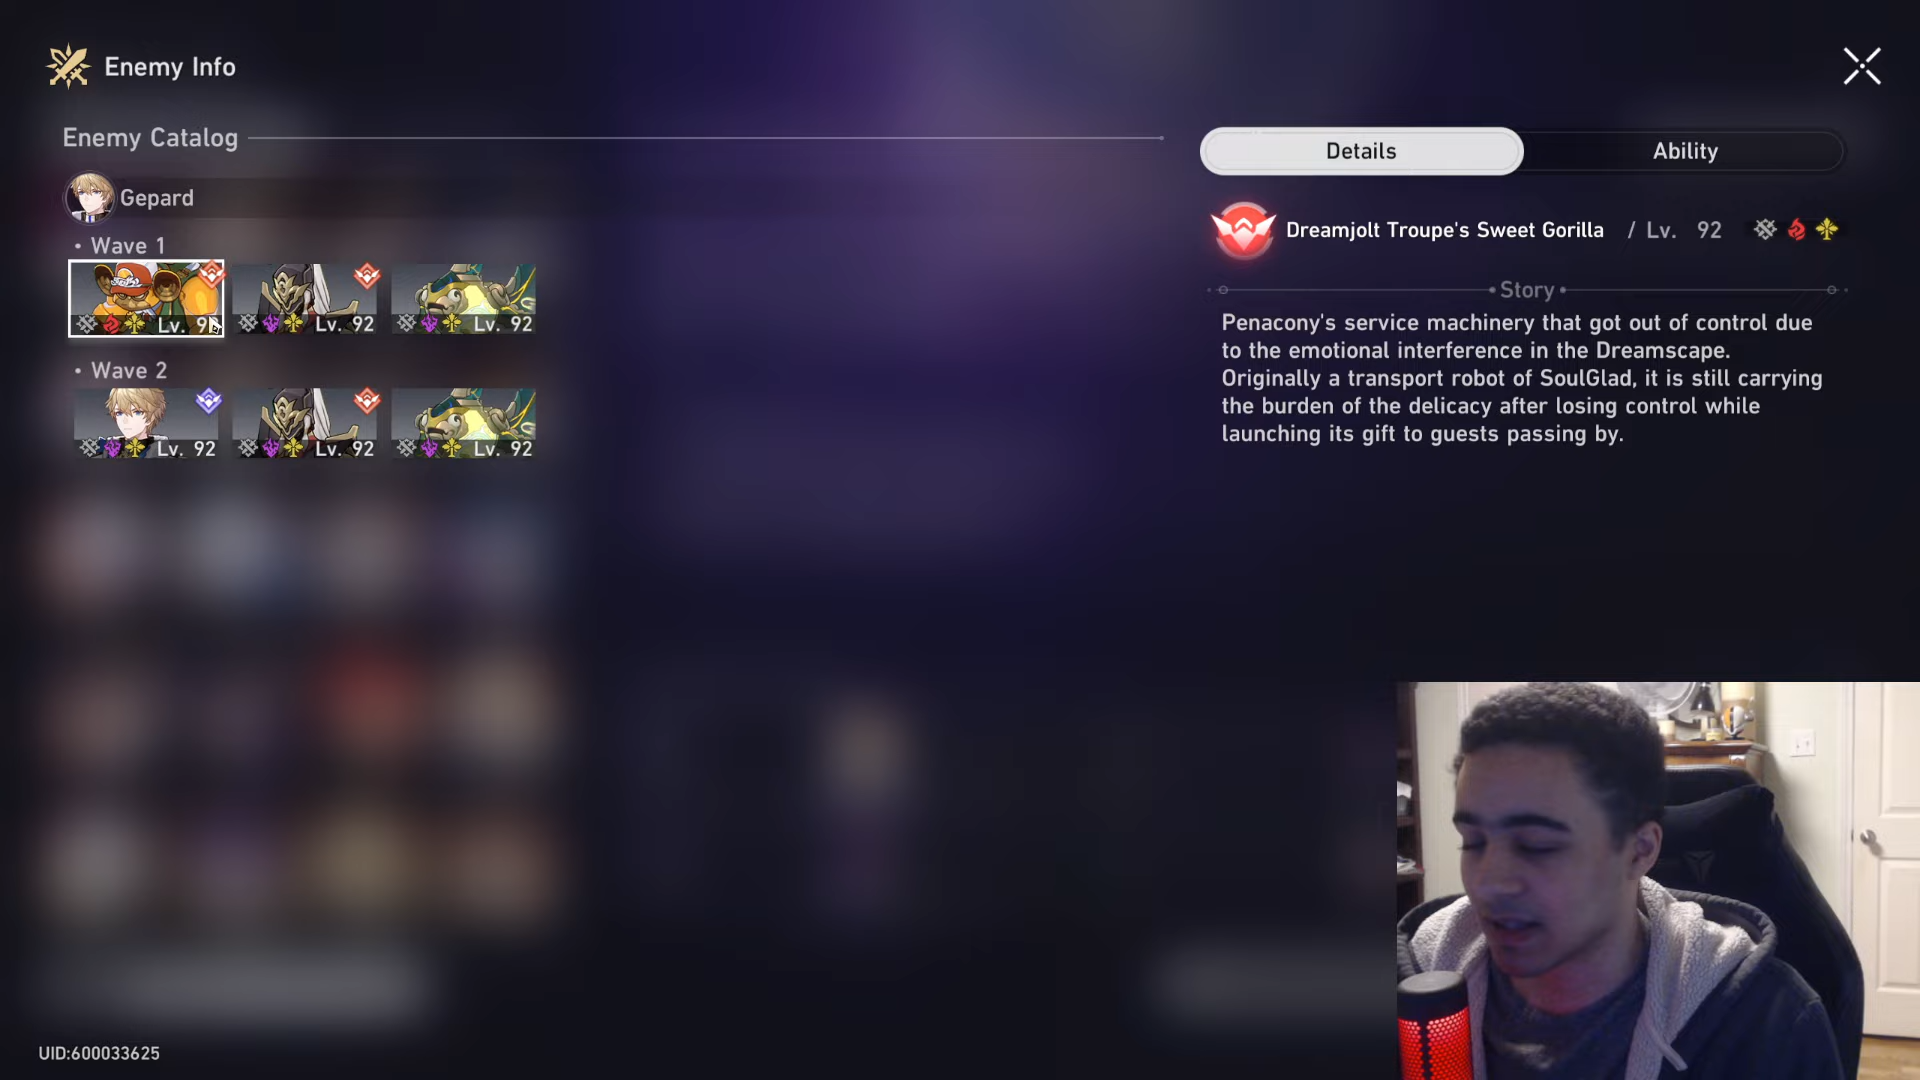 Enemy Info
Enemy Catalog
Gepard
• Wave 1
Lv. 9
Lv. 92
Lv. 92
• Wave 2
Lv. 92
Lv. 92
Lv. 92
Details
Ability
Dreamjolt Troupe's Sweet Gorilla / Lv. 92
Story
Penacony's service machinery that got out of control due
to the emotional interference in the Dreamscape.
Originally a transport robot of SoulGlad, it is still carrying
the burden of the delicacy after losing control while
launching its gift to guests passing by.
UID:600033625